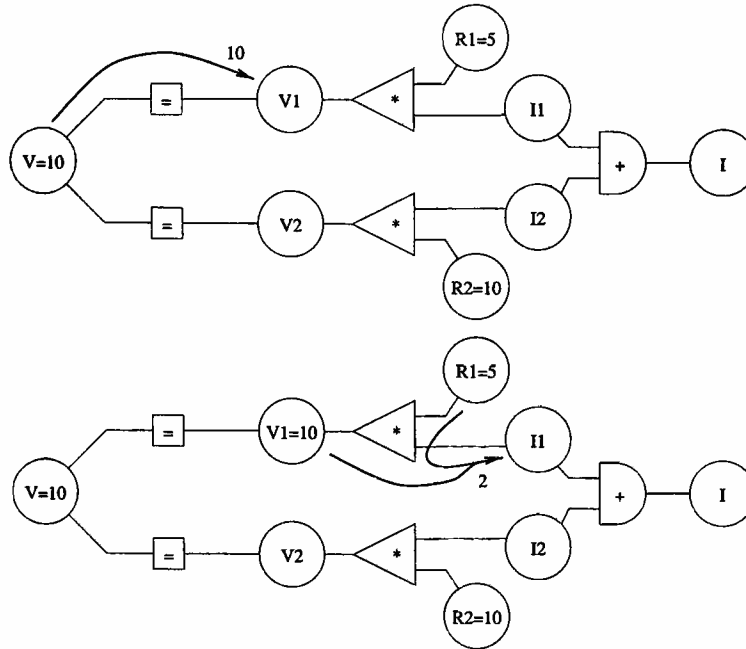 10
R1=5
=
V1
*
I1
V=10
+
I
=
V2
*
I2
R2=10
R1=5
=
V1=10
*
I1
2
V=10
+
I
=
V2
*
I2
R2=10